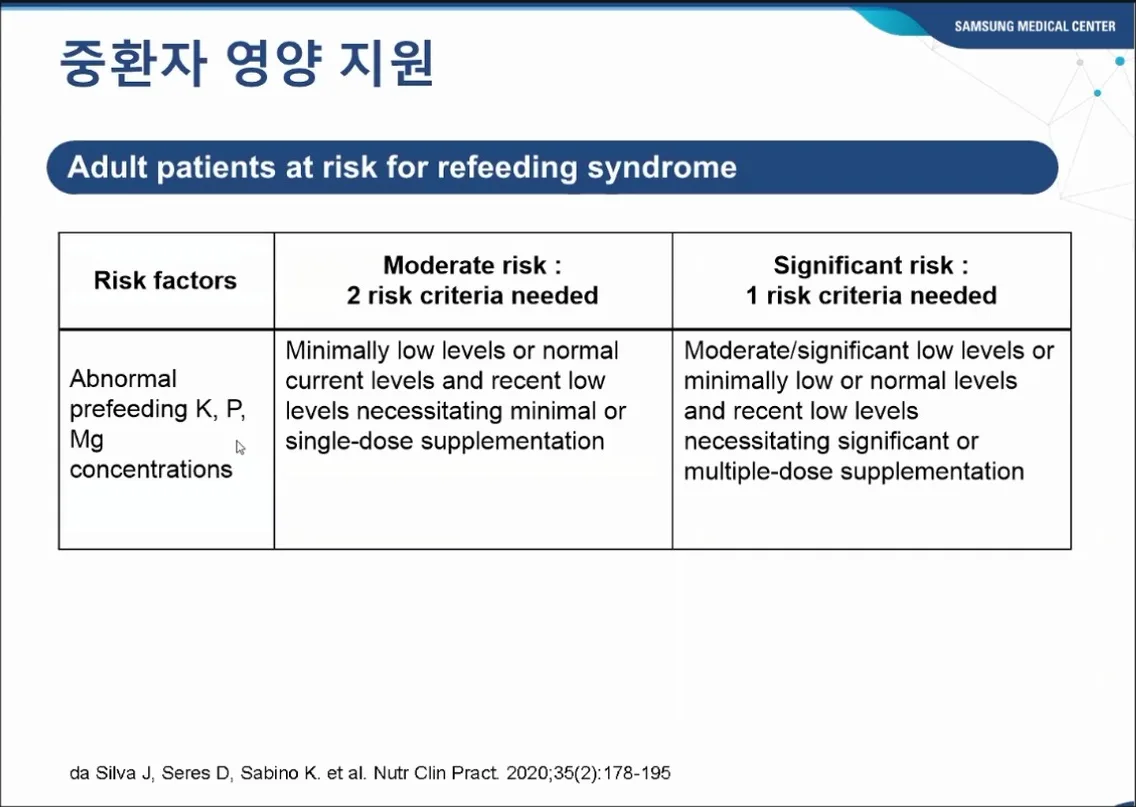 SAMSUNG MEDICAL CENTER
중환자 영양 지원
Adult patients at risk for refeeding syndrome
Risk factors
Moderate risk :
2 risk criteria needed
Significant risk :
1 risk criteria needed
Abnormal
prefeeding K, P,
Mg
concentrations
Minimally low levels or normal
current levels and recent low
levels necessitating minimal or
single-dose supplementation
Moderate/significant low levels or
minimally low or normal levels
and recent low levels
necessitating significant or
multiple-dose supplementation
da Silva J, Seres D, Sabino K. et al. Nutr Clin Pract. 2020;35(2):178-195